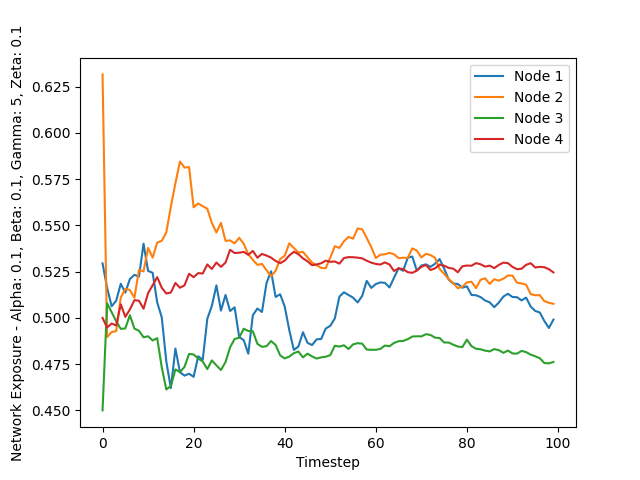 Network Exposure - Alpha: 0.1, Beta: 0.1, Gamma: 5, Zeta: 0.1
0.625
0.600
0.575
0.550
0.525
0.500
0.475
0.450
Node 1
Node 2
Node 3
Node 4
0 20 40 60 80 100
Timestep